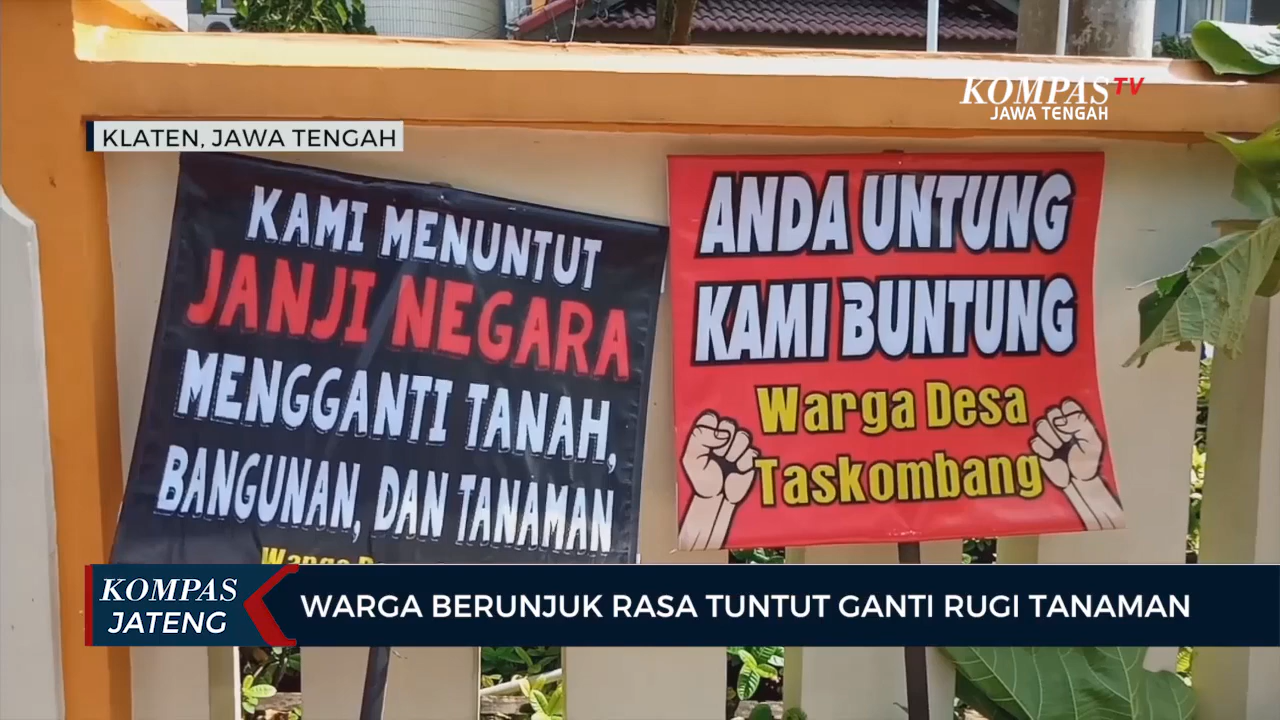 KOMPAS TV
JAWA TENGAH
KLATEN, JAWA TENGAH
KAMI MENUNTUT
JANJI NEGARA
MENGGANTI TANAH,
BANGUNAN, DAN TANAMAN
Warga
ANDA UNTUNG
KAMI BUNTUNG
Warga Desa
Taskombang
KOMPAS
JATENG
WARGA BERUNJUK RASA TUNTUT GANTI RUGI TANAMAN